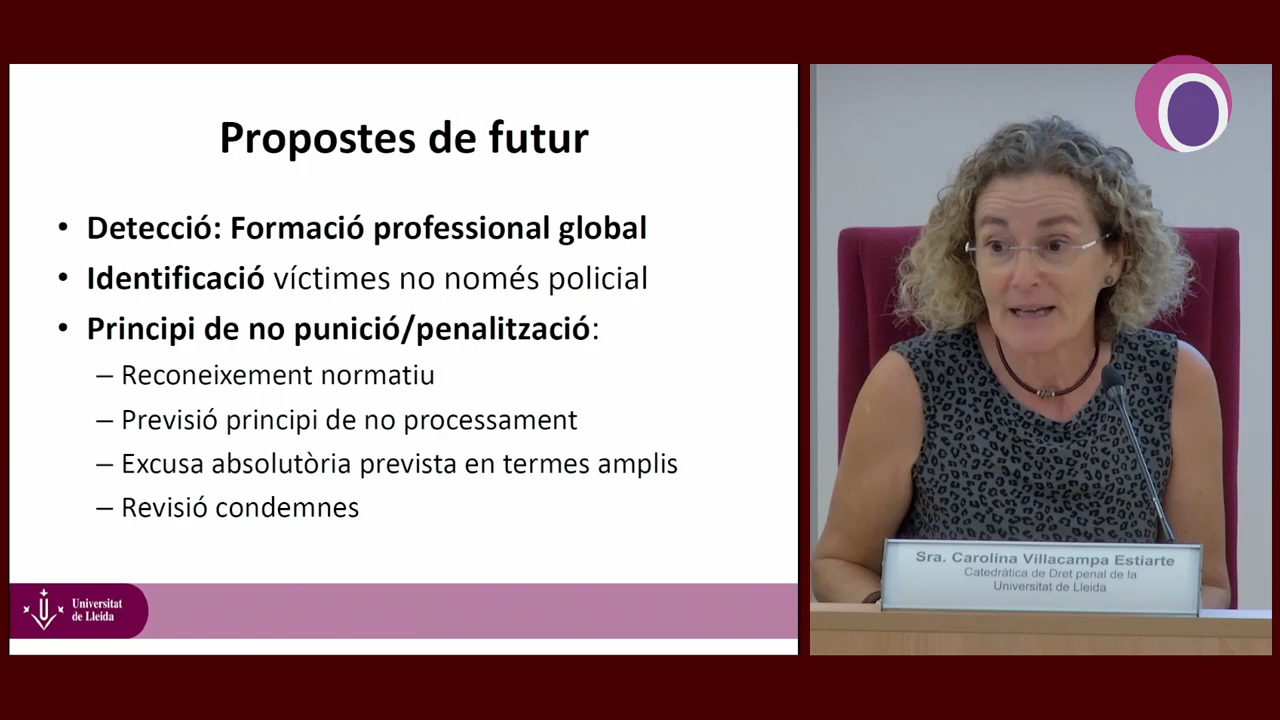 Propostes de futur
• Detecció: Formació professional global
• Identificació víctimes no només policial
• Principi de no punició/penalització:
– Reconeixement normatiu
– Previsió principi de no processament
– Excusa absolutòria prevista en termes amplis
– Revisió condemnes
Universitat
de Lleida
Sra. Carolina Villacampa Estiarte
Catedràtica de Dret penal de la
Universitat de Lleida